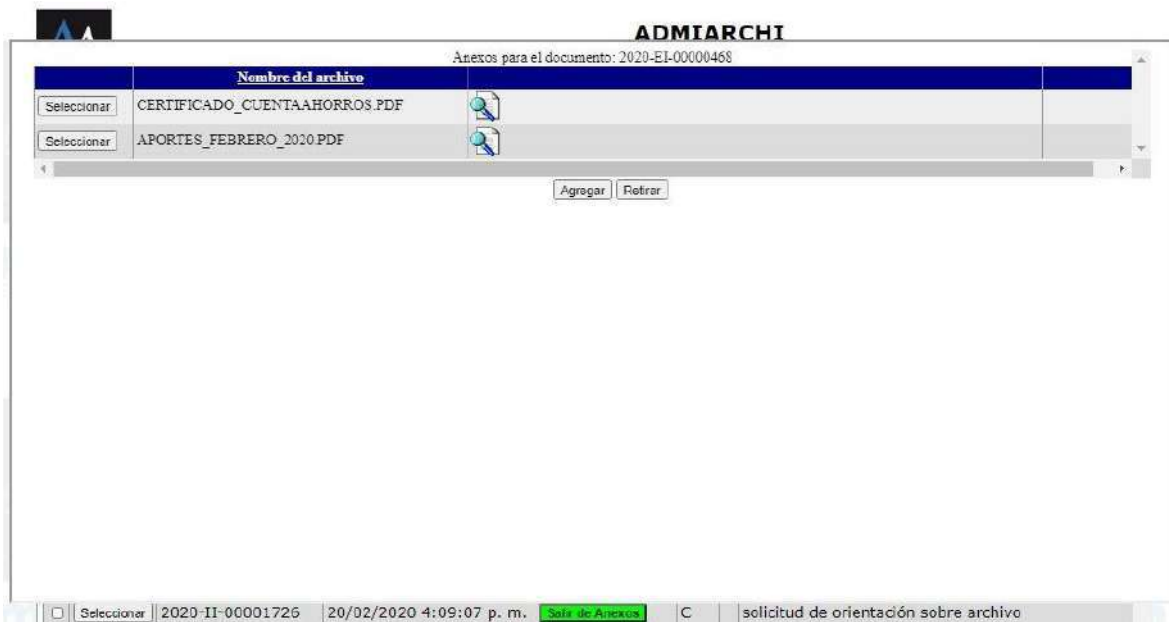 ADMIARCHI
Anexos para el documento: 2020-EI-00000468
Nombre del archivo
Seleccionar CERTIFICADO_CUENTAAHORROS.PDF
Seleccionar APORTES_FEBRERO_2020.PDF
Agregar Retirar
Seleccionar 2020-II-00001726 20/02/2020 4:09:07 p. m. Salir de Anexos C solicitud de orientación sobre archivo